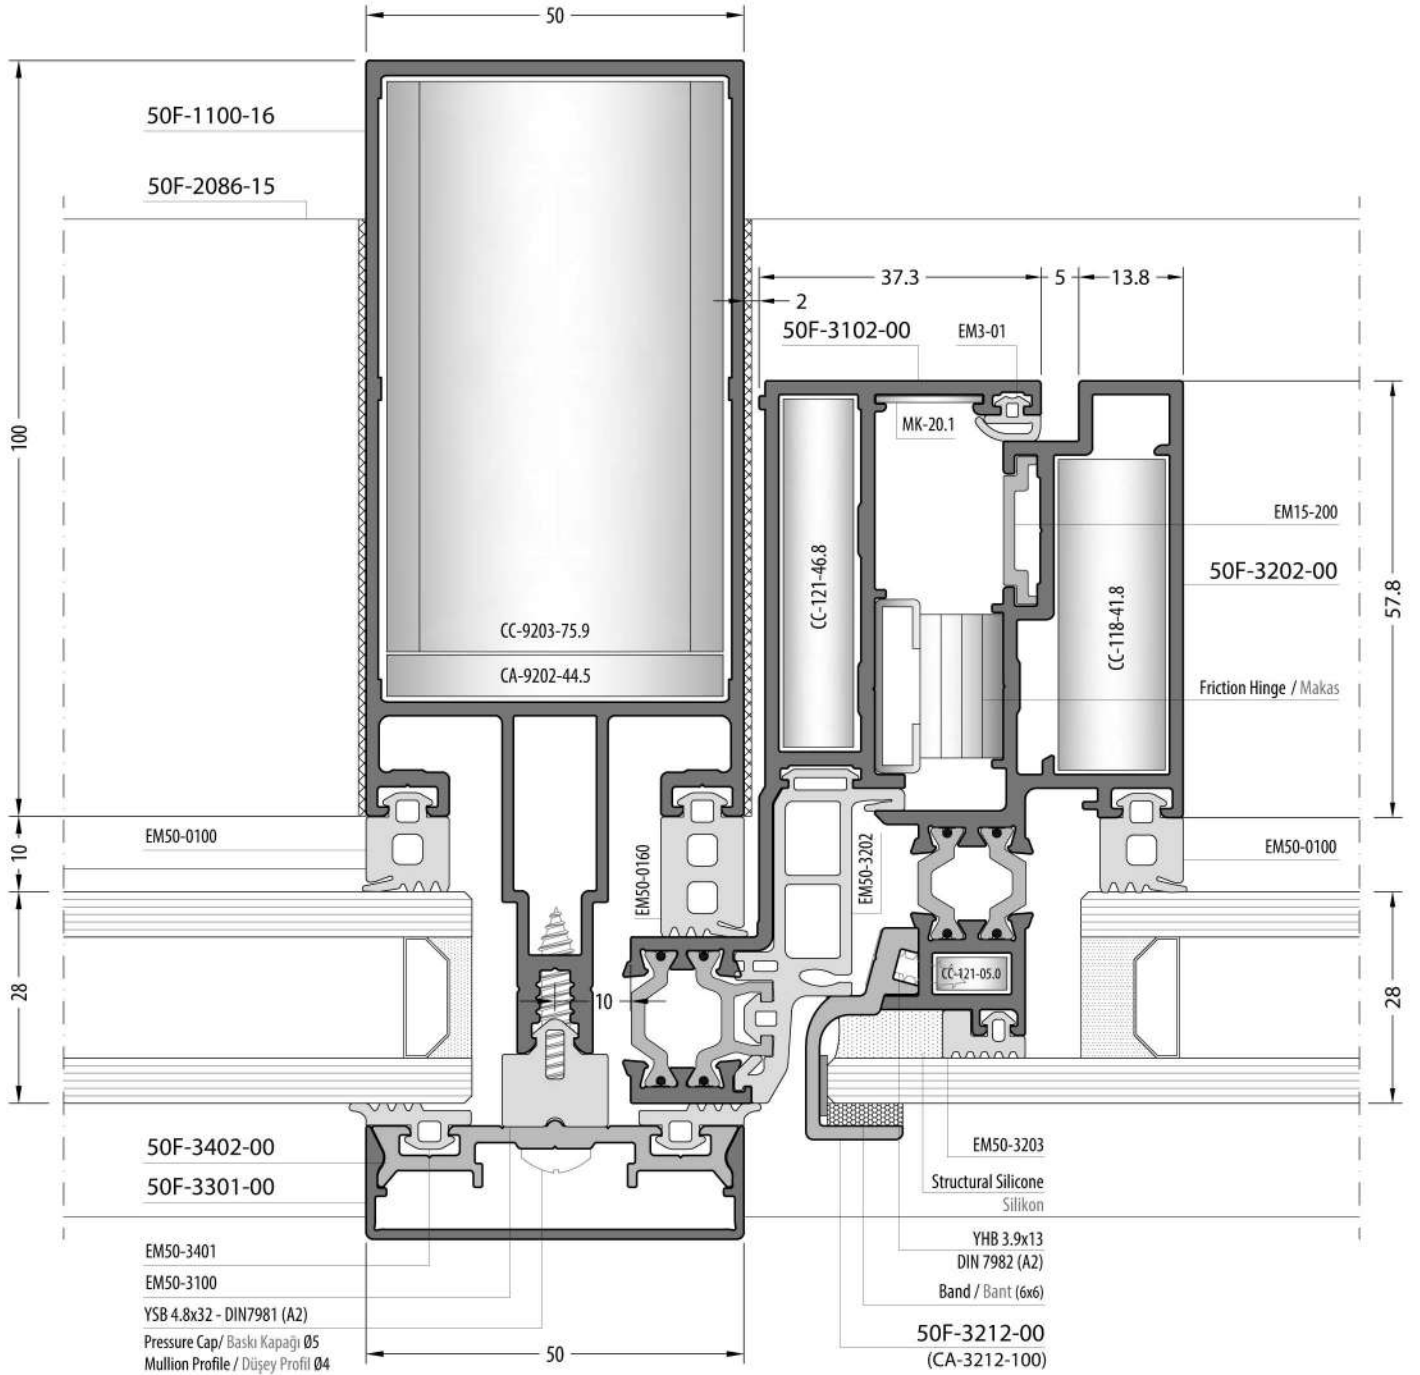 50
50F-1100-16
50F-2086-15
37.3
5
13.8
2
50F-3102-00
EM3-01
MK-20.1
100
EM15-200
50F-3202-00
57.8
CC-121-46.8
CC-118-41.8
CC-9203-75.9
CA-9202-44.5
Friction Hinge / Makas
EM50-0100
10
EM50-0160
EM50-3202
EM50-0100
28
10
CC-121-05.0
28
50F-3402-00
50F-3301-00
EM50-3203
Structural Silicone
Silikon
EM50-3401
EM50-3100
YSB 4.8x32 - DIN7981 (A2)
Pressure Cap/ Baskı Kapağı Ø5
Mullion Profile / Düşey Profil Ø4
YHB 3.9x13
DIN 7982 (A2)
Band / Bant (6x6)
50F-3212-00
(CA-3212-100)
50